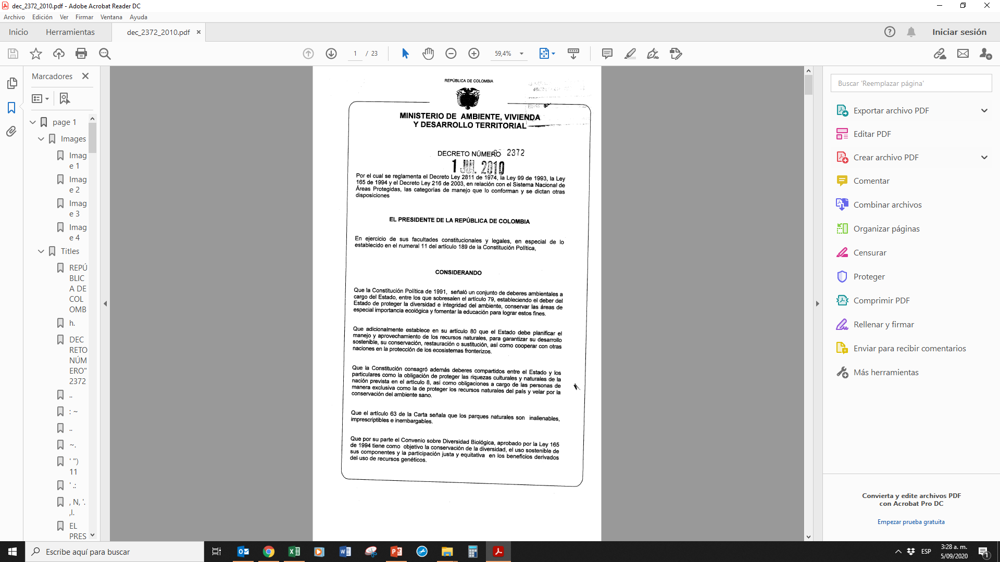 dec_2372_2010.pdf - Adobe Acrobat Reader DC
Archivo Edición Ver Firmar Ventana Ayuda
Inicio Herramientas dec_2372_2010.pdf Iniciar sesión
1 / 23 59,4%
Marcadores
page 1
Images
Imag
e 1
Imag
e 2
Imag
e 3
Imag
e 4
Titles
REPÚ
BLIC
A DE
COL
OMB
h.
DEC
RETO
NÚM
ERO"
2372
..
: ~
..
~.
' ")
11
' .:
, N, '.
,l.
EL
PRES
REPÚBLICA DE COLOMBIA
MINISTERIO DE AMBIENTE, VIVIENDA
Y DESARROLLO TERRITORIAL
DECRETO NÚMERO 2372
1 JUL 2010
Por el cual se reglamenta el Decreto Ley 2811 de 1974, la Ley 99 de 1993, la Ley
165 de 1994 y el Decreto Ley 216 de 2003, en relación con el Sistema Nacional de
Áreas Protegidas, las categorías de manejo que lo conforman y se dictan otras
disposiciones
EL PRESIDENTE DE LA REPÚBLICA DE COLOMBIA
En ejercicio de sus facultades constitucionales y legales, en especial de lo
establecido en el numeral 11 del artículo 189 de la Constitución Política,
CONSIDERANDO
Que la Constitución Política de 1991, señaló un conjunto de deberes ambientales a
cargo del Estado, entre los que sobresalen el artículo 79, estableciendo el deber del
Estado de proteger la diversidad e integridad del ambiente, conservar las áreas de
especial importancia ecológica y fomentar la educación para lograr estos fines.
Que adicionalmente establece en su artículo 80 que el Estado debe planificar el
manejo y aprovechamiento de los recursos naturales, para garantizar su desarrollo
sostenible, su conservación, restauración o sustitución, así como cooperar con otras
naciones en la protección de los ecosistemas fronterizos.
Que la Constitución consagró además deberes compartidos entre el Estado y los
particulares como la obligación de proteger las riquezas culturales y naturales de la
nación prevista en el artículo 8, así como obligaciones a cargo de las personas de
manera exclusiva como la de proteger los recursos naturales del país y velar por la
conservación del ambiente sano.
Que el artículo 63 de la Carta señala que los parques naturales son inalienables,
imprescriptibles e inembargables.
Que por su parte el Convenio sobre Diversidad Biológica, aprobado por la Ley 165
de 1994 tiene como objetivo la conservación de la diversidad, el uso sostenible de
sus componentes y la participación justa y equitativa en los beneficios derivados
del uso de recursos genéticos.
Buscar 'Reemplazar página'
Exportar archivo PDF
Editar PDF
Crear archivo PDF
Comentar
Combinar archivos
Organizar páginas
Censurar
Proteger
Comprimir PDF
Rellenar y firmar
Enviar para recibir comentarios
Más herramientas
Convierta y edite archivos PDF
con Acrobat Pro DC
Empezar prueba gratuita
Escribe aquí para buscar
ESP
3:28 a. m.
5/09/2020
1